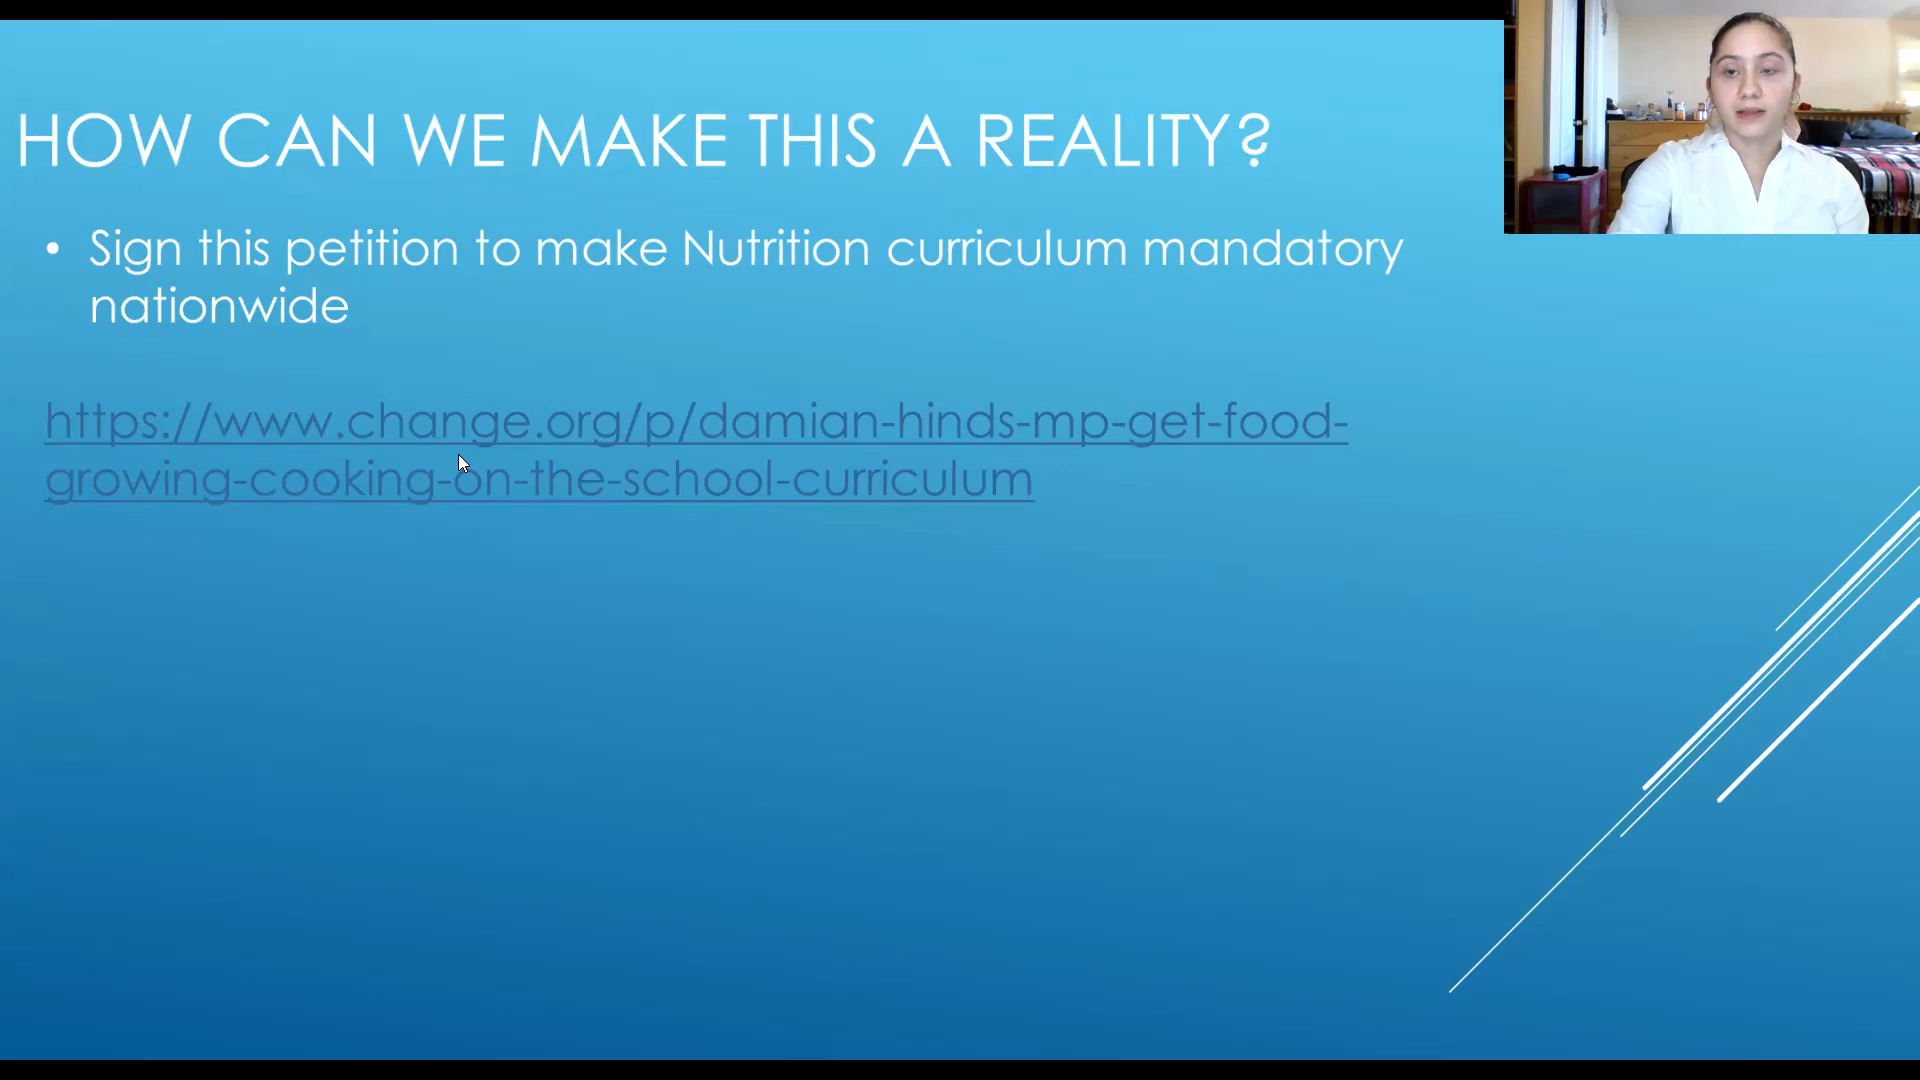 HOW CAN WE MAKE THIS A REALITY?
• Sign this petition to make Nutrition curriculum mandatory
nationwide
https://www.change.org/p/damian-hinds-mp-get-food-
growing-cooking-on-the-school-curriculum